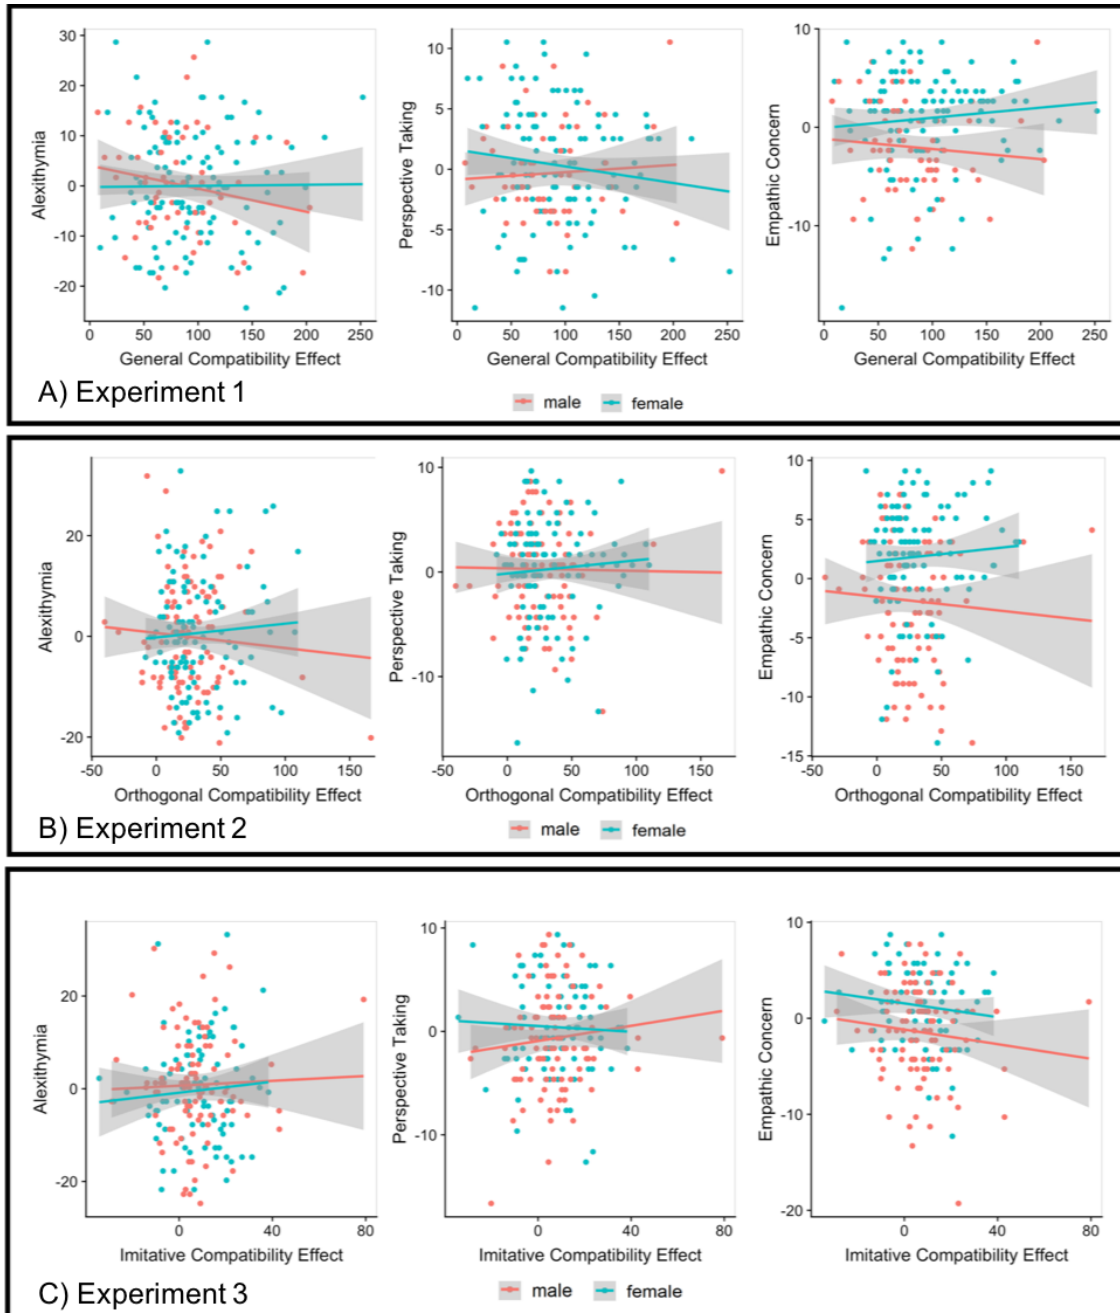 30
20
10
0
-10
-20
Alexithymia
0 50 100 150 200 250
General Compatibility Effect
10
5
0
-5
-10
Perspective Taking
0 50 100 150 200 250
General Compatibility Effect
10
0
-10
Empathic Concern
0 50 100 150 200 250
General Compatibility Effect
A) Experiment 1
male female
20
0
-20
Alexithymia
-50 0 50 100 150
Orthogonal Compatibility Effect
10
0
-10
Perspective Taking
-50 0 50 100 150
Orthogonal Compatibility Effect
10
5
0
-5
-10
-15
Empathic Concern
-50 0 50 100 150
Orthogonal Compatibility Effect
B) Experiment 2
male female
20
0
-20
Alexithymia
0 40 80
Imitative Compatibility Effect
10
0
-10
Perspective Taking
0 40 80
Imitative Compatibility Effect
10
0
-10
-20
Empathic Concern
0 40 80
Imitative Compatibility Effect
C) Experiment 3
male female